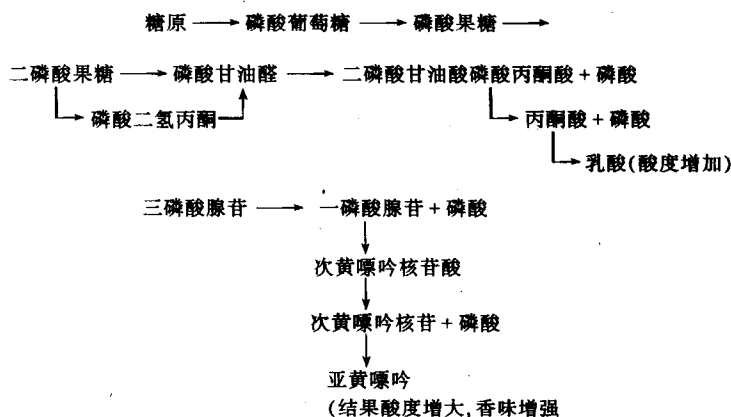 糖原 → 磷酸葡萄糖 → 磷酸果糖 →
二磷酸果糖 → 磷酸甘油醛 → 二磷酸甘油酸磷酸丙酮酸 + 磷酸
磷酸二氢丙酮
丙酮酸 + 磷酸
乳酸(酸度增加)
三磷酸腺苷 → 一磷酸腺苷 + 磷酸
次黄嘌呤核苷酸
次黄嘌呤核苷 + 磷酸
亚黄嘌呤
(结果酸度增大,香味增强